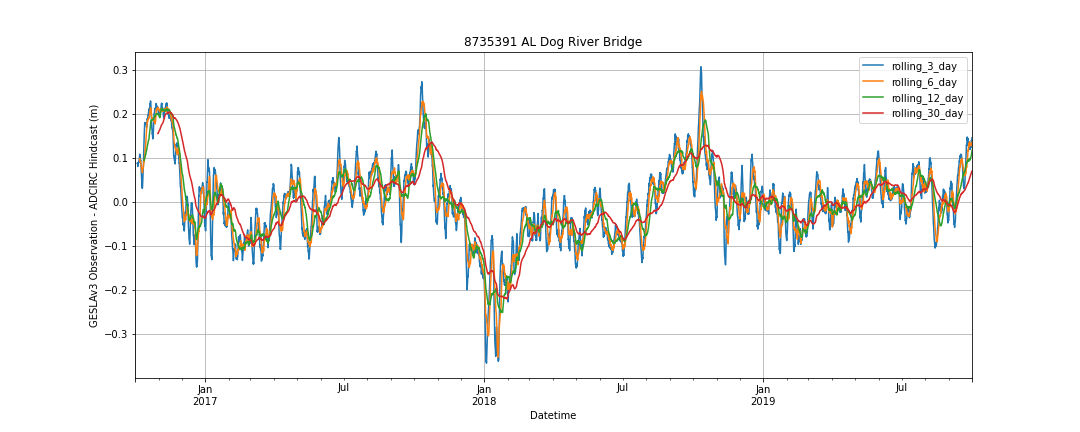 8735391 AL Dog River Bridge
GESLAv3 Observation - ADCIRC Hindcast (m)
0.3
0.2
0.1
0.0
−0.1
−0.2
−0.3
rolling_3_day
rolling_6_day
rolling_12_day
rolling_30_day
Jan
2017
Jul
Jan
2018
Jul
Jan
2019
Jul
Datetime